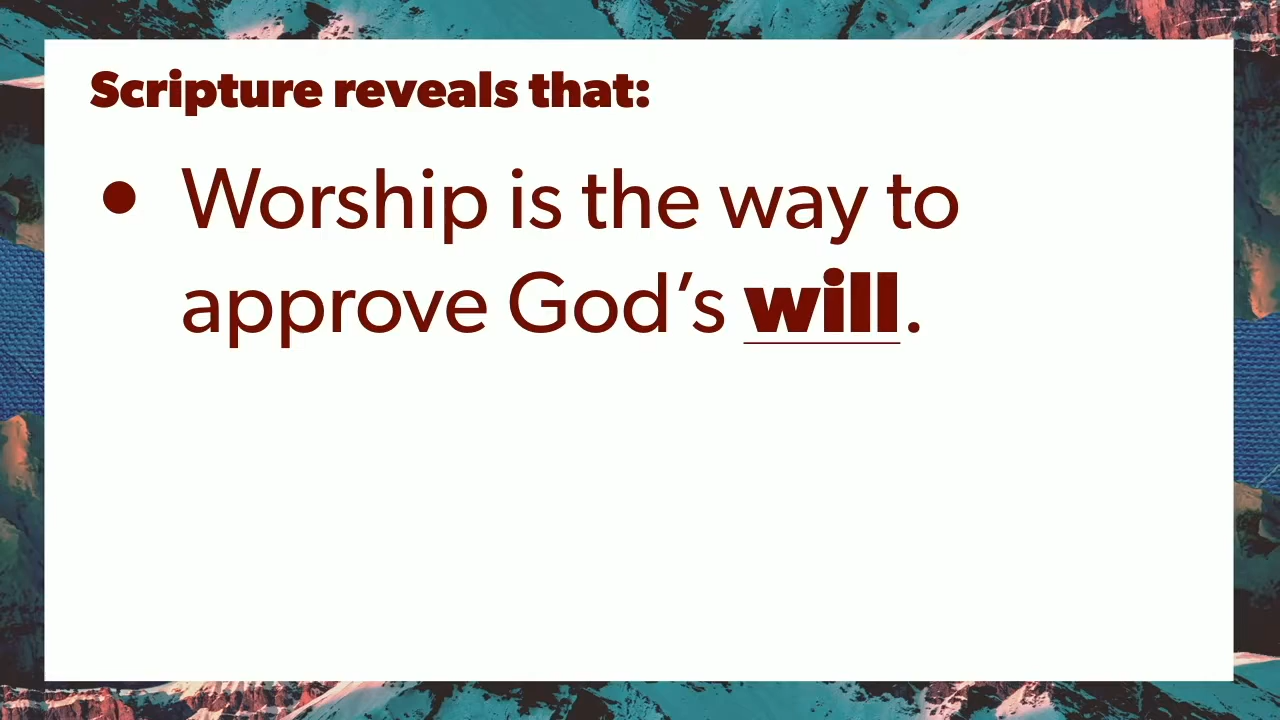 Scripture reveals that:
• Worship is the way to
approve God’s will.